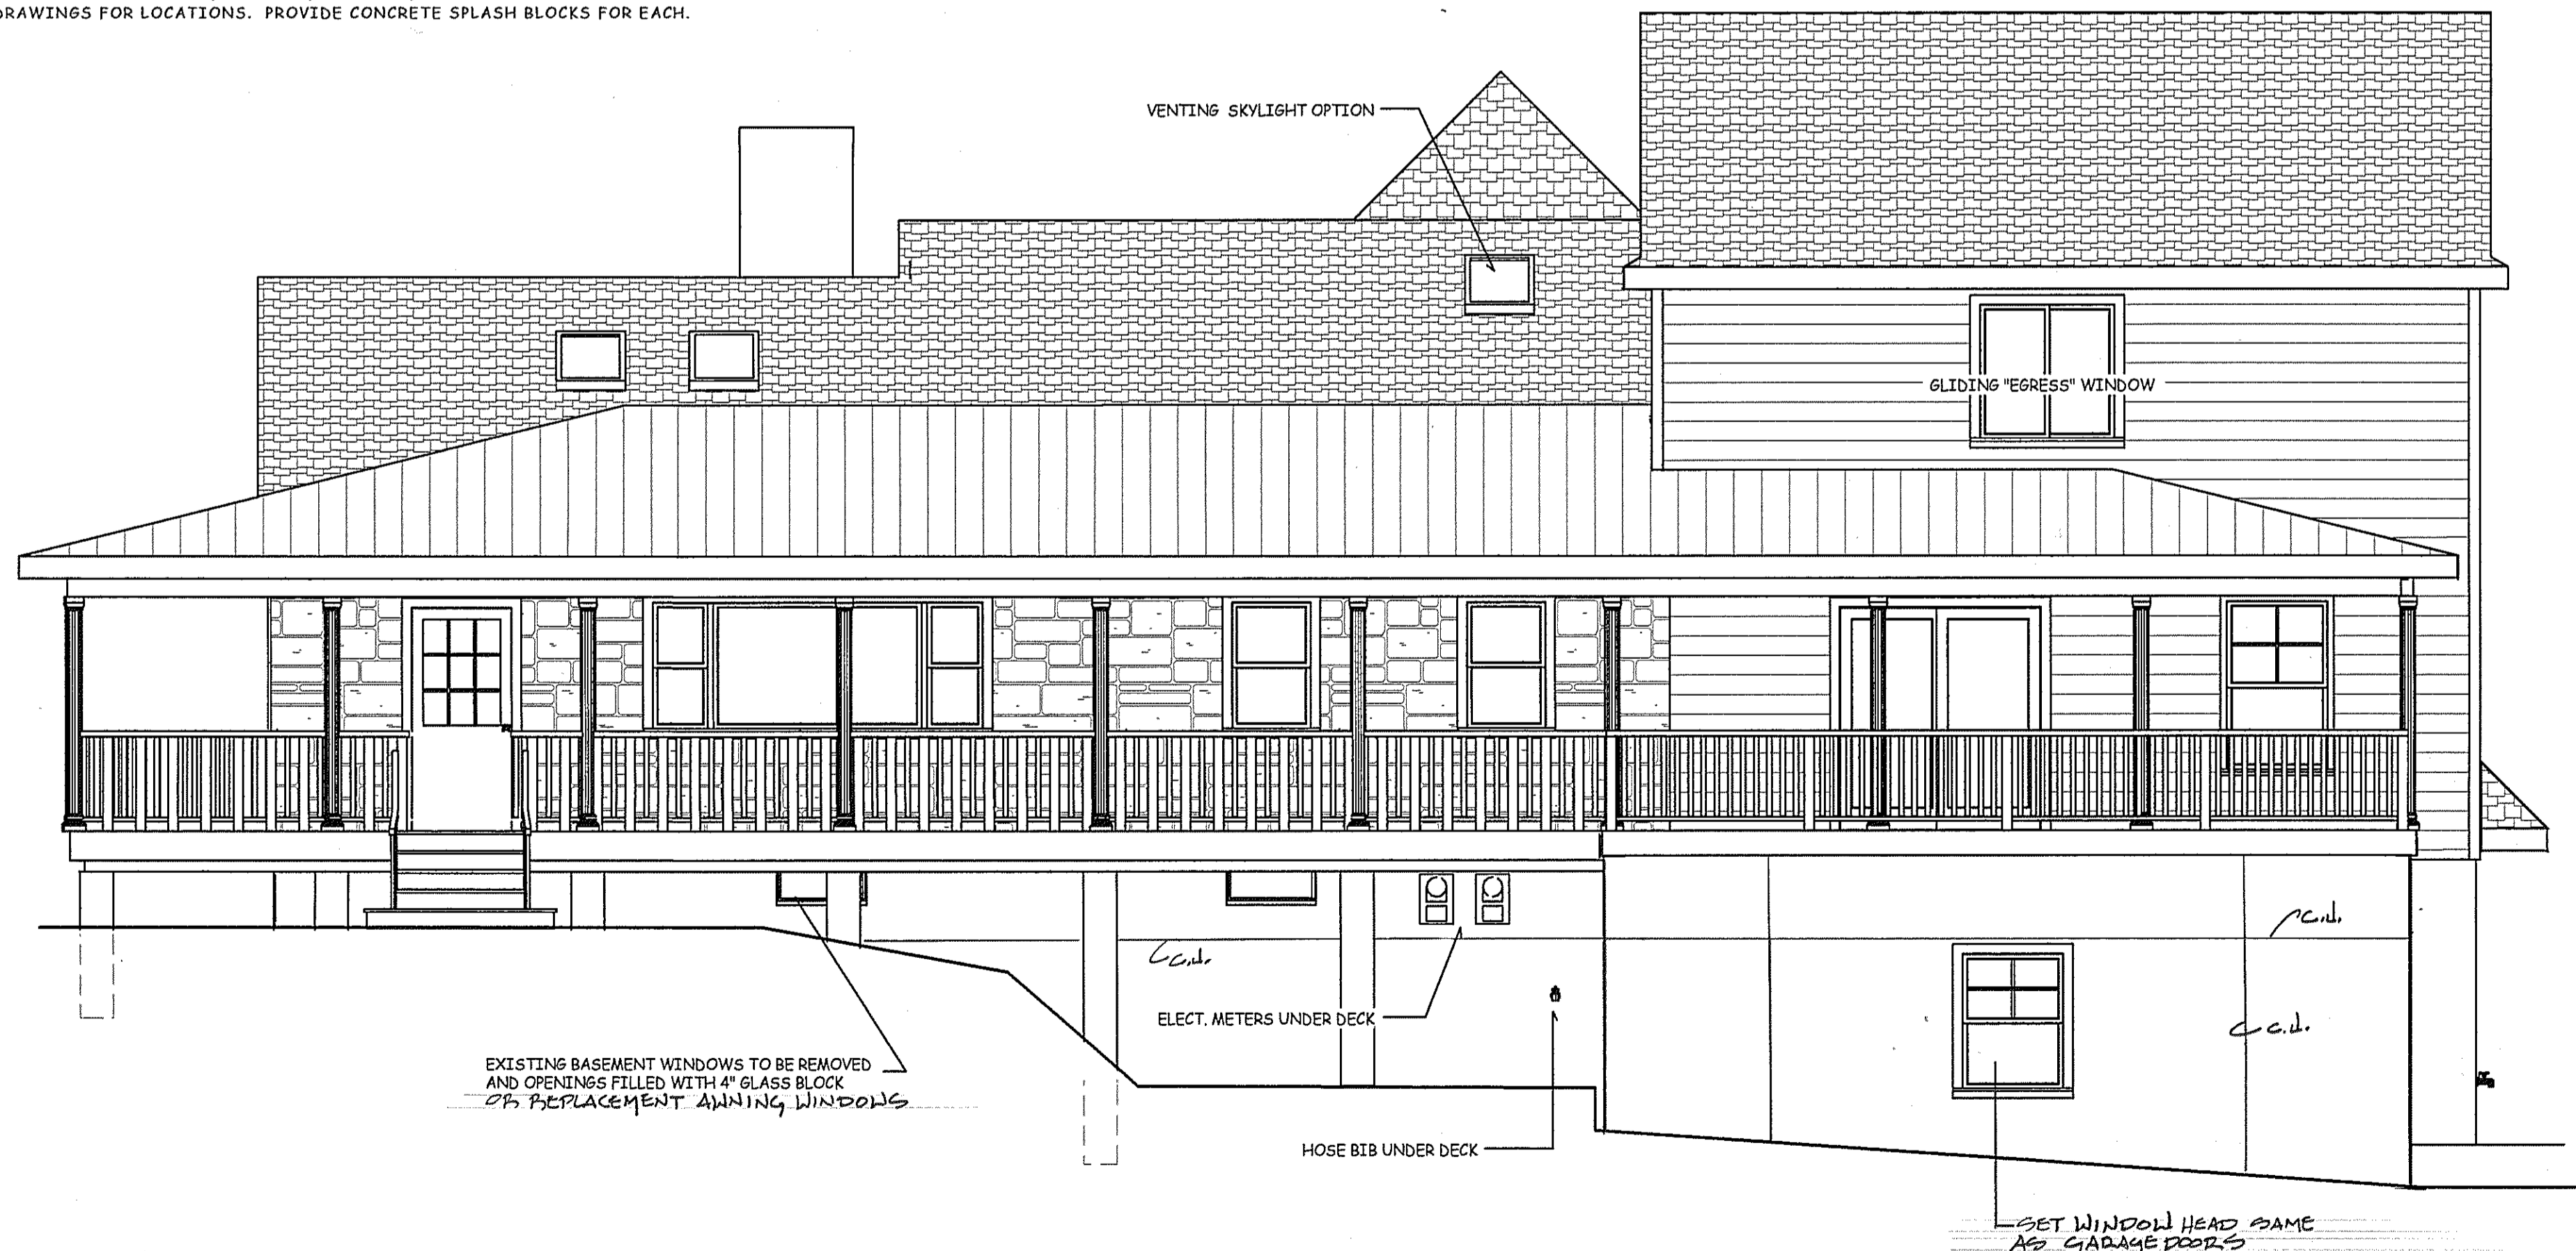 DRAWINGS FOR LOCATIONS. PROVIDE CONCRETE SPLASH BLOCKS FOR EACH.
VENTING SKYLIGHT OPTION
GLIDING "EGRESS" WINDOW
C.J.
C.J.
ELECT. METERS UNDER DECK
C.J.
EXISTING BASEMENT WINDOWS TO BE REMOVED
AND OPENINGS FILLED WITH 4" GLASS BLOCK
OR REPLACEMENT AWNING WINDOWS
HOSE BIB UNDER DECK
SET WINDOW HEAD SAME
AS GARAGE DOORS